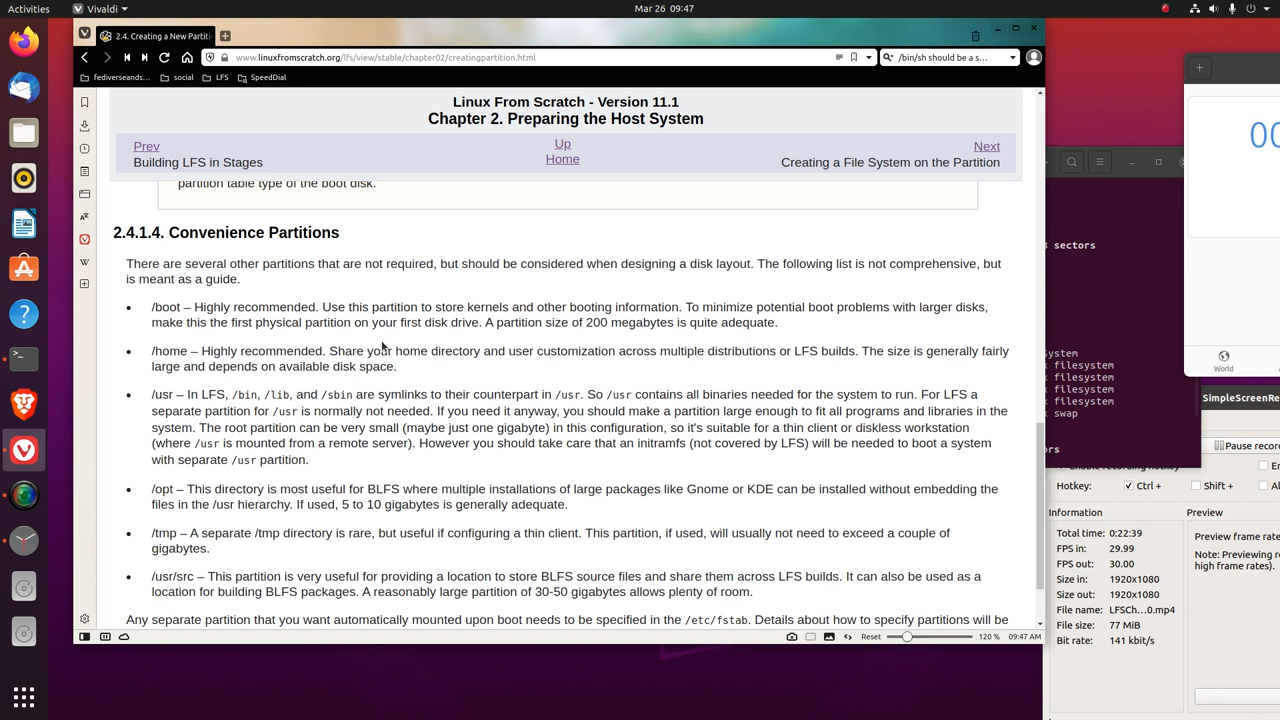 Activities
Vivaldi
Mar 26 09:47
2.4. Creating a New Partiti
www.linuxfromscratch.org/lfs/view/stable/chapter02/creatingpartition.html
/bin/sh should be a s...
fediverseands...
social
LFS
SpeedDial
Linux From Scratch - Version 11.1
Chapter 2. Preparing the Host System
Prev
Up
Next
Building LFS in Stages
Home
Creating a File System on the Partition
partition table type of the boot disk.
2.4.1.4. Convenience Partitions
There are several other partitions that are not required, but should be considered when designing a disk layout. The following list is not comprehensive, but
is meant as a guide.
• /boot – Highly recommended. Use this partition to store kernels and other booting information. To minimize potential boot problems with larger disks,
make this the first physical partition on your first disk drive. A partition size of 200 megabytes is quite adequate.
• /home – Highly recommended. Share your home directory and user customization across multiple distributions or LFS builds. The size is generally fairly
large and depends on available disk space.
• /usr – In LFS, /bin, /lib, and /sbin are symlinks to their counterpart in /usr. So /usr contains all binaries needed for the system to run. For LFS a
separate partition for /usr is normally not needed. If you need it anyway, you should make a partition large enough to fit all programs and libraries in the
system. The root partition can be very small (maybe just one gigabyte) in this configuration, so it's suitable for a thin client or diskless workstation
(where /usr is mounted from a remote server). However you should take care that an initramfs (not covered by LFS) will be needed to boot a system
with separate /usr partition.
• /opt – This directory is most useful for BLFS where multiple installations of large packages like Gnome or KDE can be installed without embedding the
files in the /usr hierarchy. If used, 5 to 10 gigabytes is generally adequate.
• /tmp – A separate /tmp directory is rare, but useful if configuring a thin client. This partition, if used, will usually not need to exceed a couple of
gigabytes.
• /usr/src – This partition is very useful for providing a location to store BLFS source files and share them across LFS builds. It can also be used as a
location for building BLFS packages. A reasonably large partition of 30-50 gigabytes allows plenty of room.
Any separate partition that you want automatically mounted upon boot needs to be specified in the /etc/fstab. Details about how to specify partitions will be
Reset
120 %
09:47 AM
sectors
ystem
x filesystem
x filesystem
x filesystem
x swap
ors
00
World
SimpleScreenRe
Pause recor
Enable recording hotkey
En
Hotkey:
Ctrl +
Shift +
Al
Information
Preview
Total time: 0:22:39
Preview frame rate
FPS in: 29.99
Note: Previewing r
FPS out: 30.00
high frame rates).
Size in: 1920x1080
Size out: 1920x1080
File name: LFSCh...0.mp4
File size: 77 MiB
Bit rate: 141 kbit/s